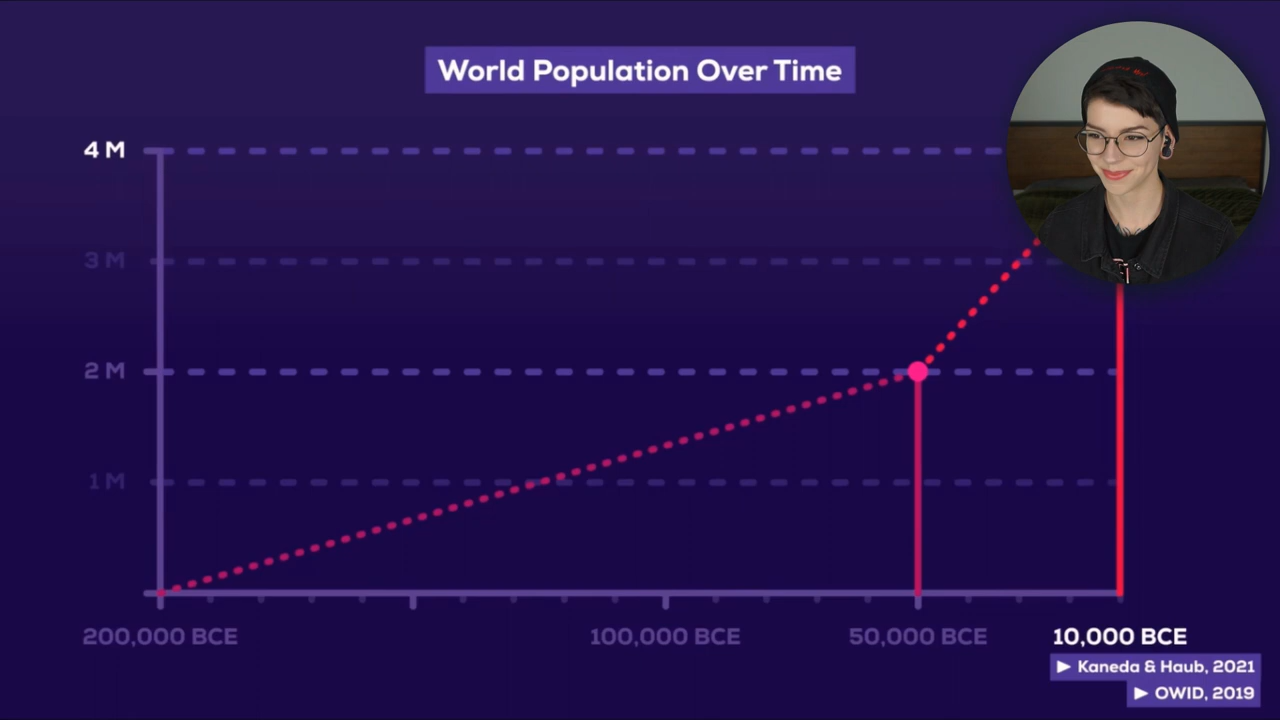 World Population Over Time
4 M
3 M
2 M
1 M
200,000 BCE
100,000 BCE
50,000 BCE
10,000 BCE
▶ Kaneda & Haub, 2021
▶ OWID, 2019